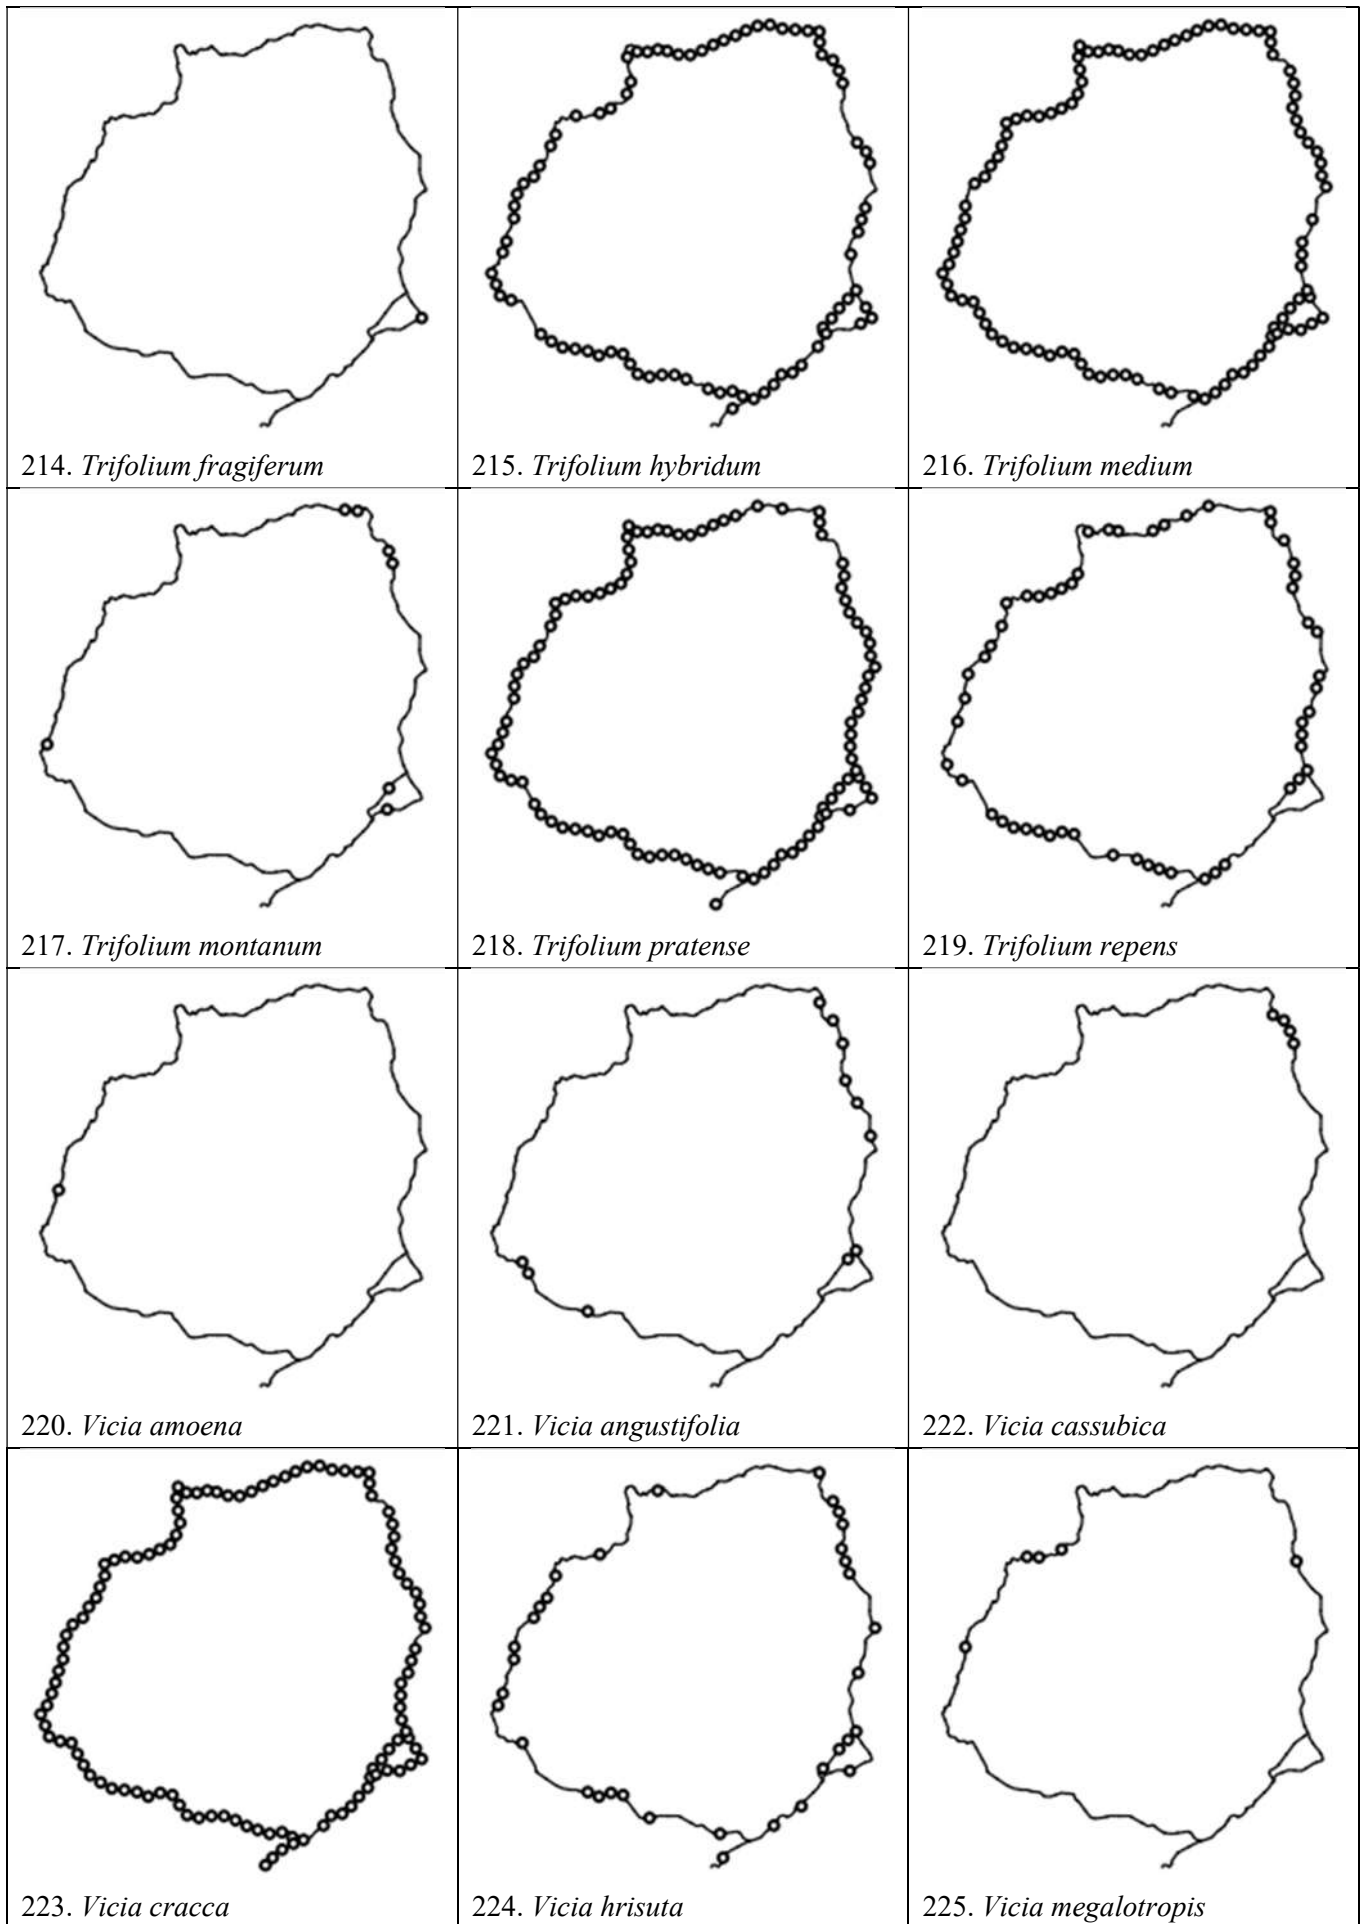 214. Trifolium fragiferum
215. Trifolium hybridum
216. Trifolium medium
217. Trifolium montanum
218. Trifolium pratense
219. Trifolium repens
220. Vicia amoena
221. Vicia angustifolia
222. Vicia cassubica
223. Vicia cracca
224. Vicia hrisuta
225. Vicia megalotropis